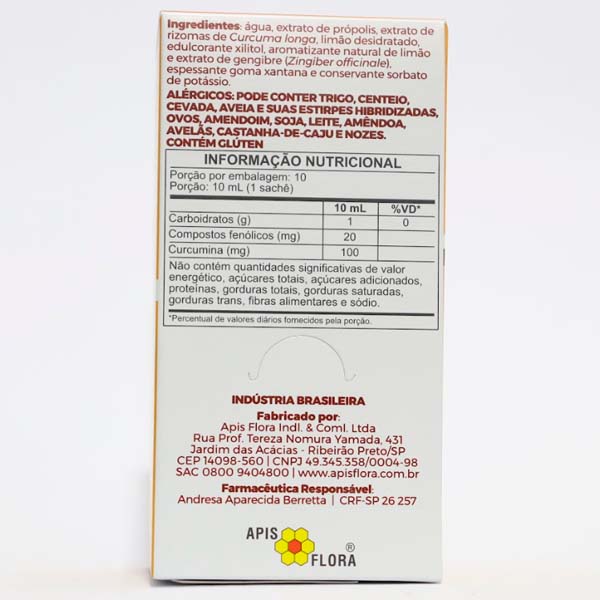 Ingredientes: água, extrato de própolis, extrato de
rizomas de Curcuma longa, limão desidratado,
edulcorante xilitol, aromatizante natural de limão
e extrato de gengibre (Zingiber officinale),
espessante goma xantana e conservante sorbato
de potássio.
ALÉRGICOS: PODE CONTER TRIGO, CENTEIO,
CEVADA, AVEIA E SUAS ESTIRPES HIBRIDIZADAS,
OVOS, AMENDOIM, SOJA, LEITE, AMÊNDOA,
AVELÃS, CASTANHA-DE-CAJU E NOZES.
CONTÉM GLÚTEN
INFORMAÇÃO NUTRICIONAL
Porção por embalagem: 10
Porção: 10 mL (1 sachê)
10 mL %VD*
Carboidratos (g) 1 0
Compostos fenólicos (mg) 20
Curcumina (mg) 100
Não contém quantidades significativas de valor
energético, açúcares totais, açúcares adicionados,
proteínas, gorduras totais, gorduras saturadas,
gorduras trans, fibras alimentares e sódio.
*Percentual de valores diários fornecidos pela porção.
INDÚSTRIA BRASILEIRA
Fabricado por:
Apis Flora Indl. & Coml. Ltda
Rua Prof. Tereza Nomura Yamada, 431
Jardim das Acácias - Ribeirão Preto/SP
CEP 14098-560 | CNPJ 49.345.358/0004-98
SAC 0800 9404800 | www.apisflora.com.br
Farmacêutica Responsável:
Andresa Aparecida Berretta | CRF-SP 26 257
APIS
FLORA ®